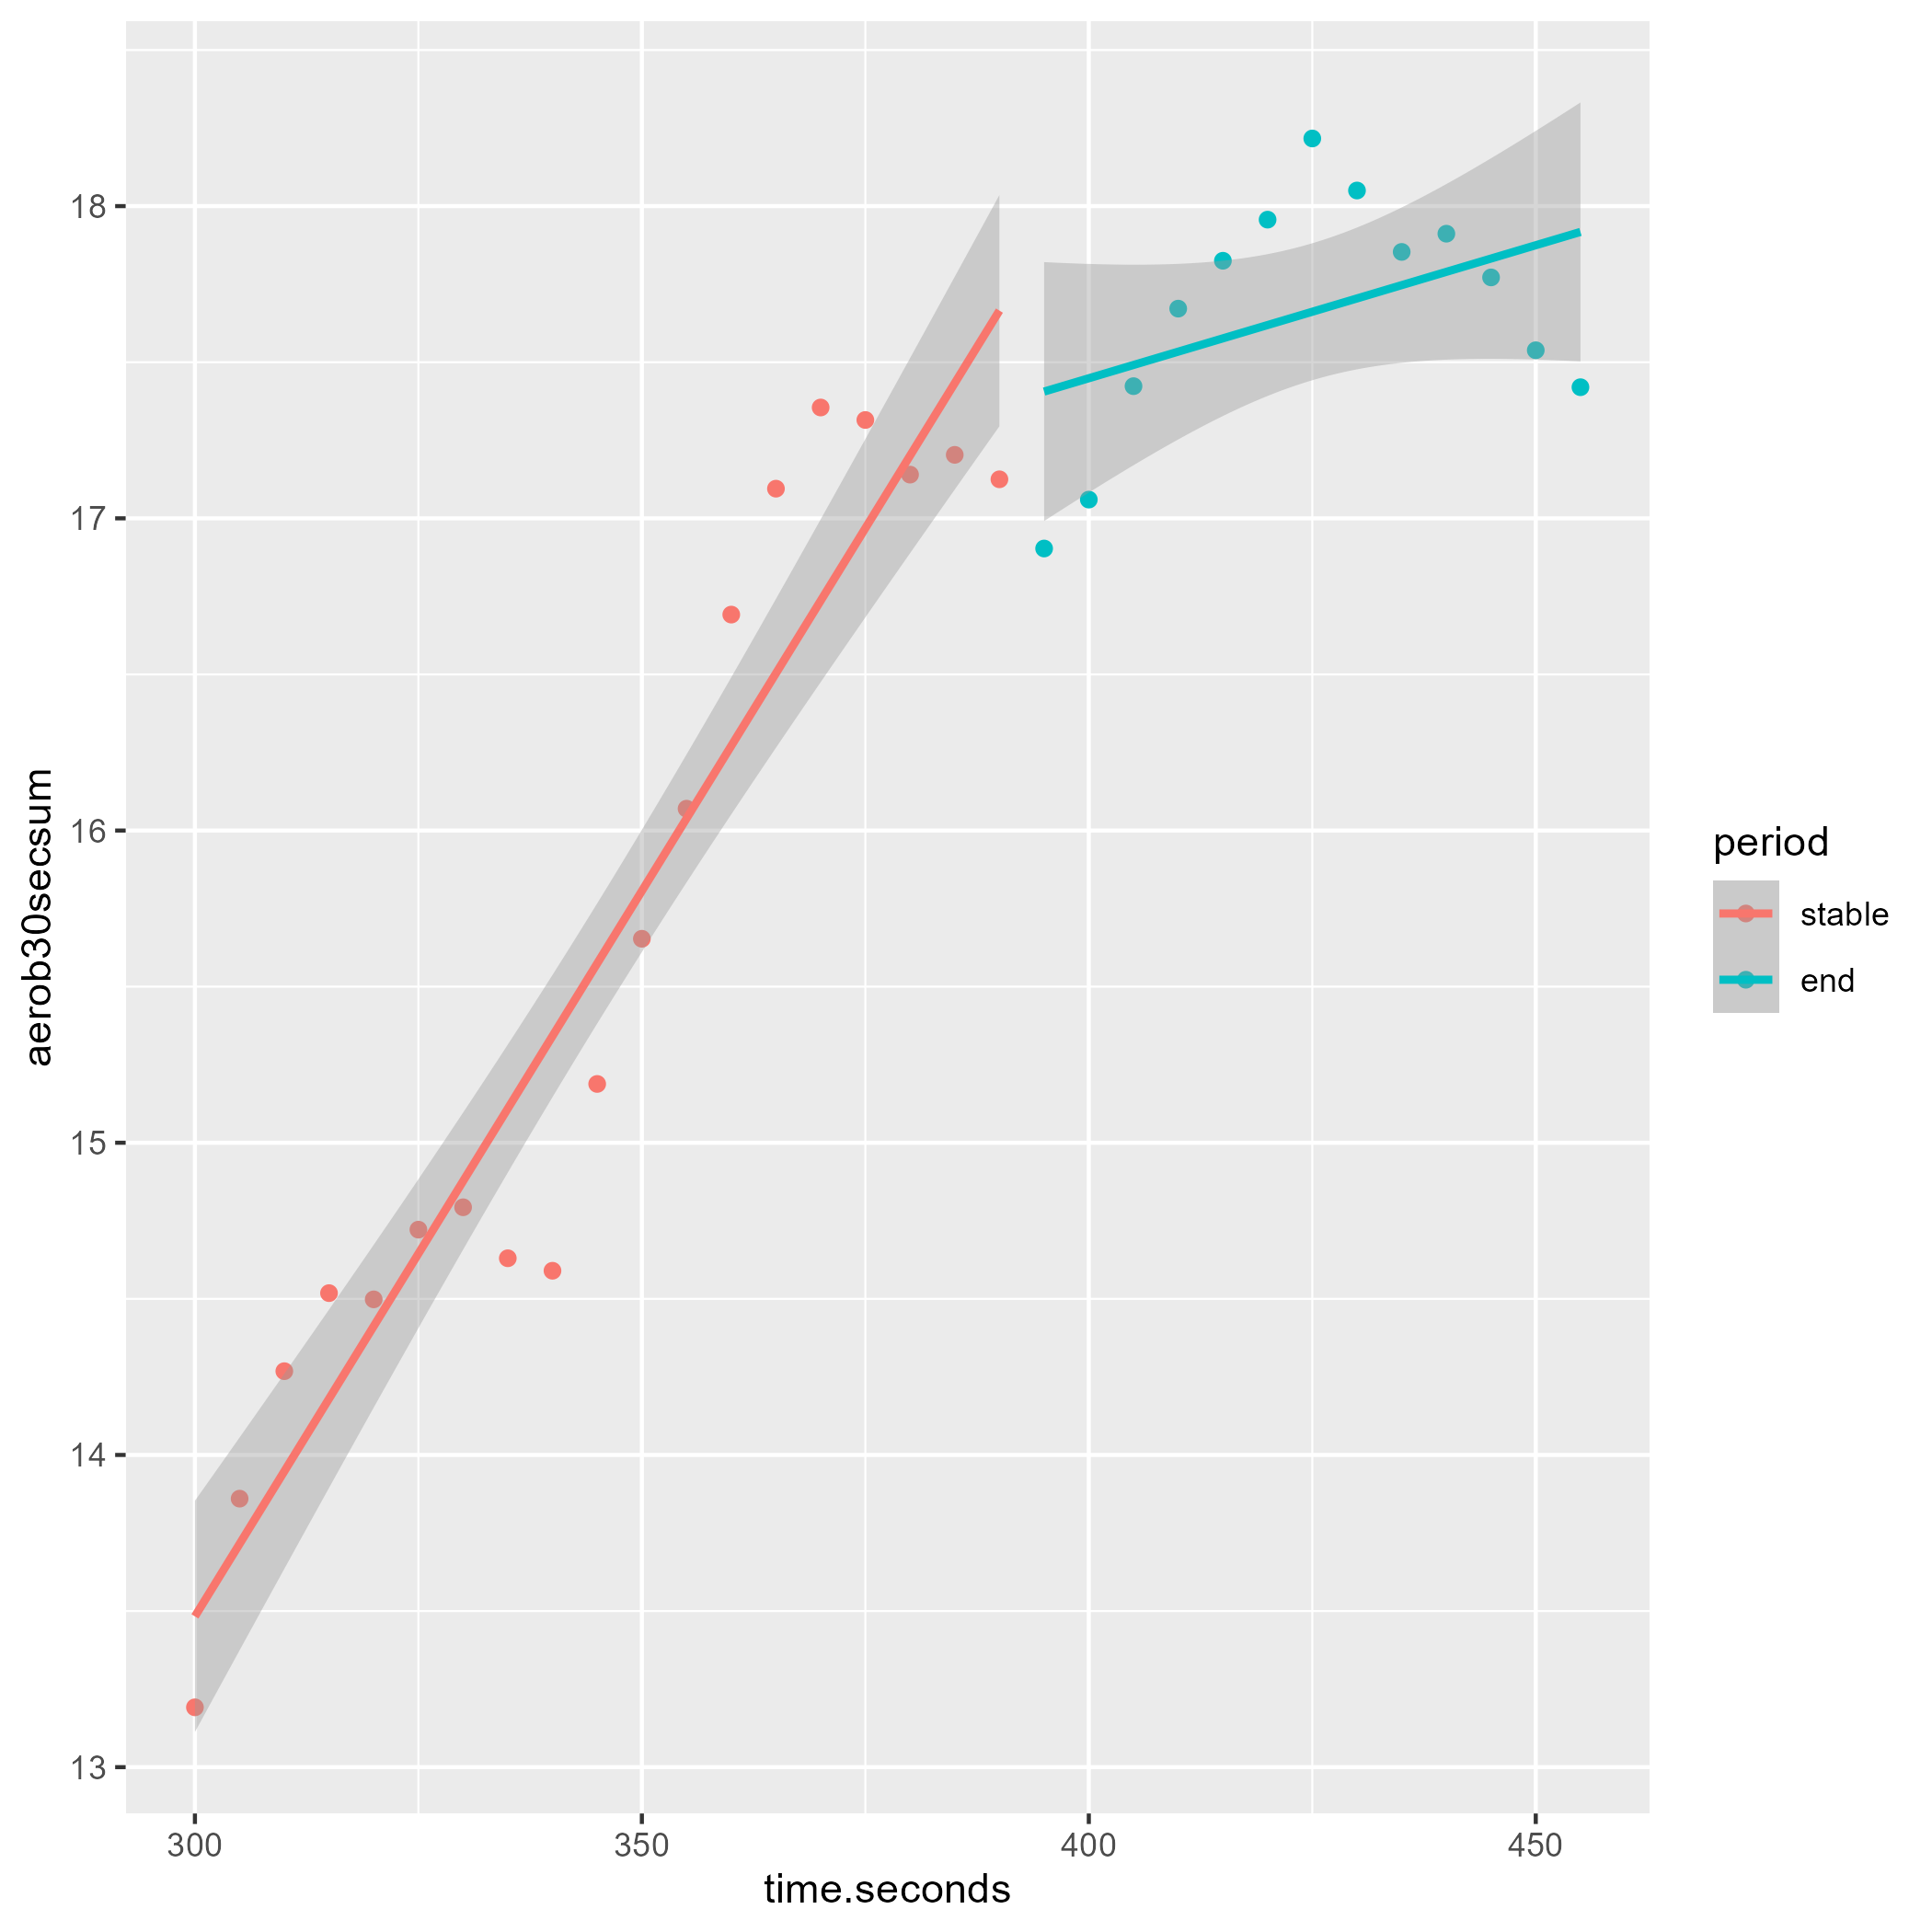 18
17
16
15
14
13
aerob30secsum
300 350 400 450
time.seconds
period
stable
end